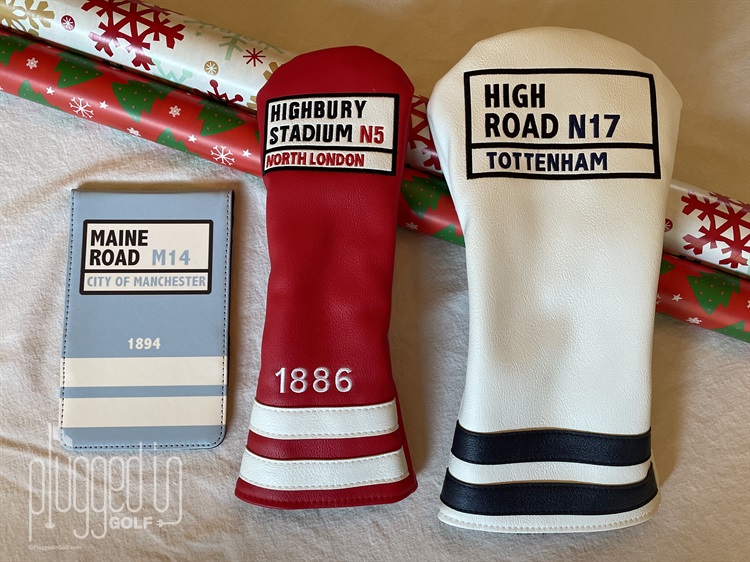 MAINE
ROAD M14
CITY OF MANCHESTER
1894
HIGHBURY
STADIUM N5
NORTH LONDON
1886
HIGH
ROAD N17
TOTTENHAM
plugged in
GOLF